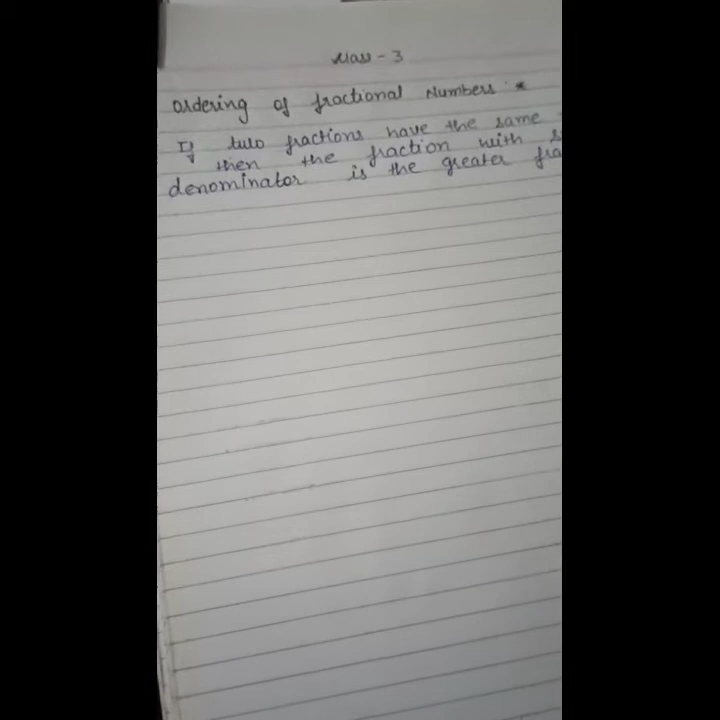 Class - 3
Ordering of fractional Numbers *
If two fractions have the same
then the fraction with
denominator is the greater